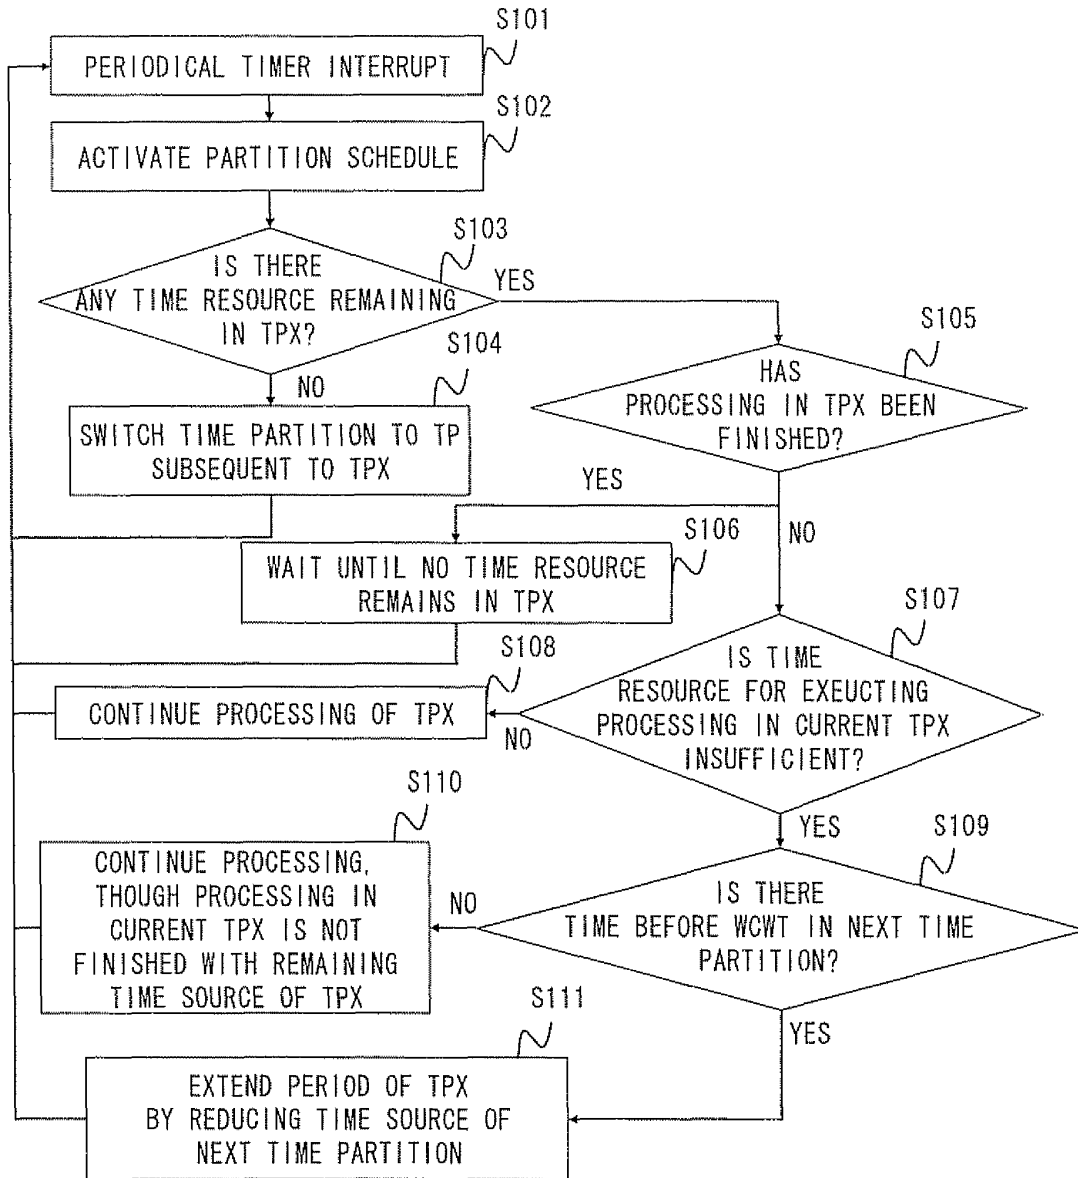 S101
PERIODICAL TIMER INTERRUPT
S102
ACTIVATE PARTITION SCHEDULE
S103
IS THERE
ANY TIME RESOURCE REMAINING
IN TPX?
YES
NO
S104
SWITCH TIME PARTITION TO TP
SUBSEQUENT TO TPX
S105
HAS
PROCESSING IN TPX BEEN
FINISHED?
YES
NO
S106
WAIT UNTIL NO TIME RESOURCE
REMAINS IN TPX
S107
IS TIME
RESOURCE FOR EXEUCTING
PROCESSING IN CURRENT TPX
INSUFFICIENT?
NO
YES
S108
CONTINUE PROCESSING OF TPX
S109
IS THERE
TIME BEFORE WCWT IN NEXT TIME
PARTITION?
NO
YES
S110
CONTINUE PROCESSING,
THOUGH PROCESSING IN
CURRENT TPX IS NOT
FINISHED WITH REMAINING
TIME SOURCE OF TPX
S111
EXTEND PERIOD OF TPX
BY REDUCING TIME SOURCE OF
NEXT TIME PARTITION